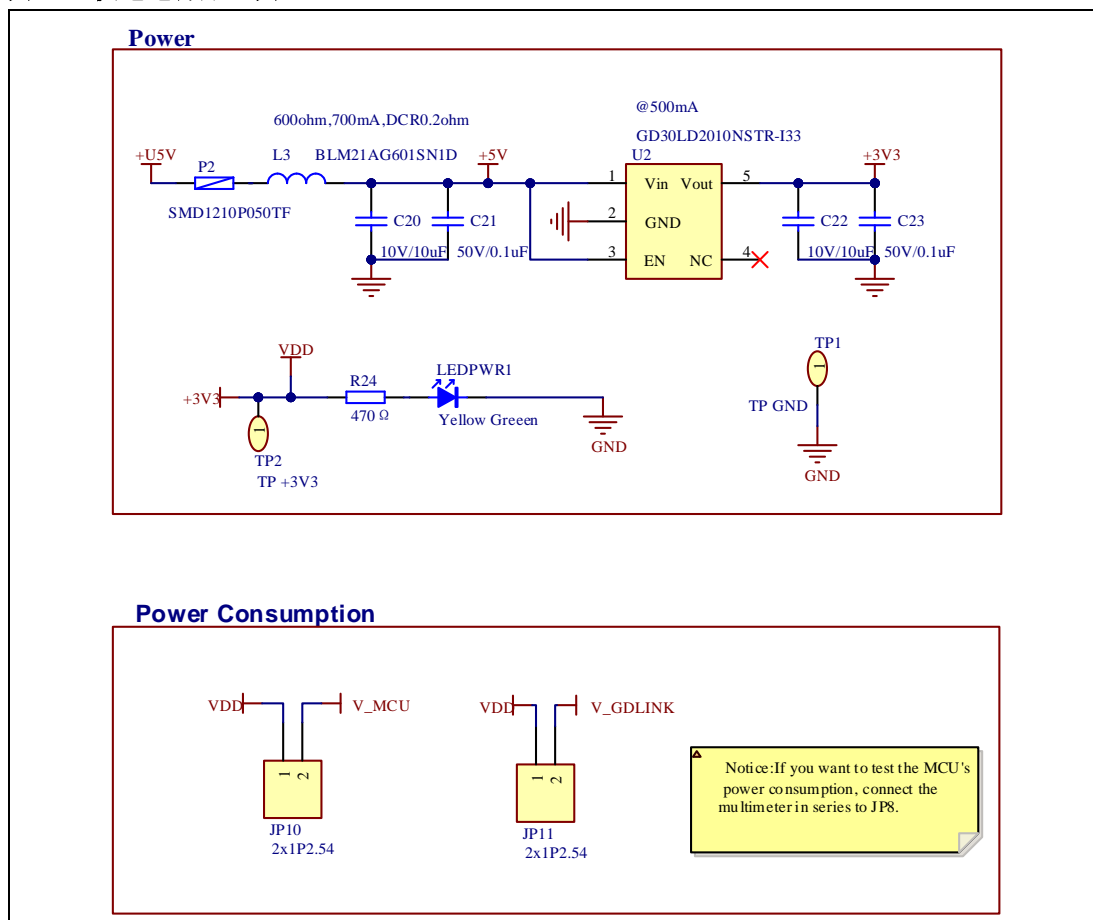 Power
@500mA
600ohm,700mA,DCR0.2ohm
GD30LD2010NSTR-I33
+U5V
P2
L3
BLM21AG601SN1D
+5V
U2
+3V3
1
Vin
Vout
5
SMD1210P050TF
C20
C21
2
GND
C22
C23
10V/10uF
50V/0.1uF
3
EN
NC
4
10V/10uF
50V/0.1uF
VDD
TP1
R24
LEDPWR1
1
+3V3
470 Ω
Yellow Greeen
TP GND
1
GND
TP2
TP +3V3
GND
Power Consumption
VDD
V_MCU
VDD
V_GDLINK
1
2
1
2
Notice:If you want to test the MCU's
power consumption, connect the
multimeter in series to JP8.
JP10
2x1P2.54
JP11
2x1P2.54